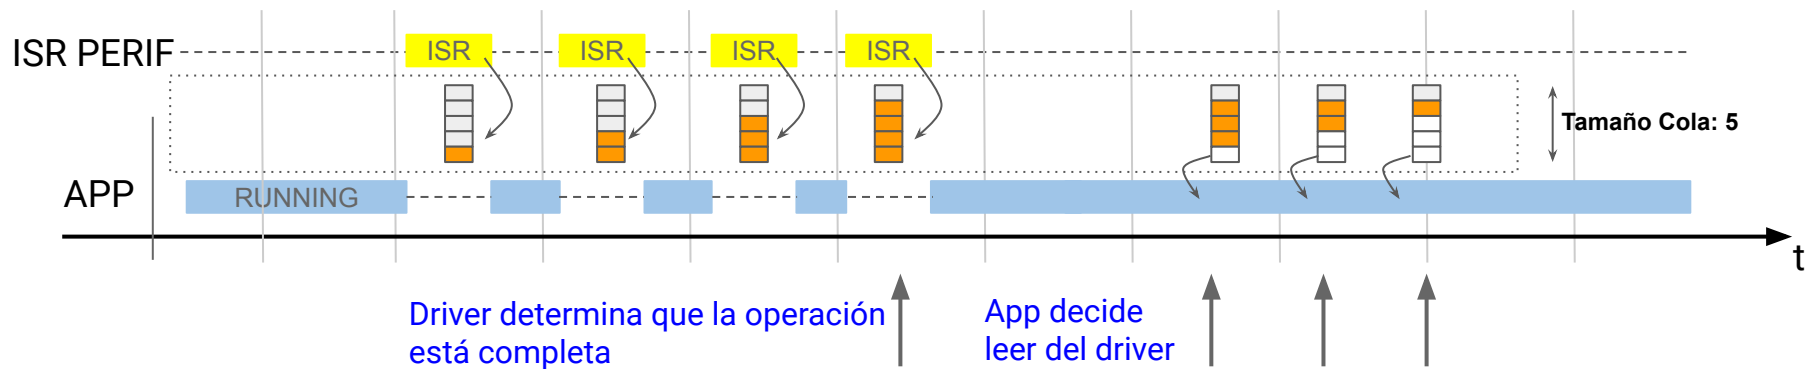 ISR PERIF
ISR
ISR
ISR
ISR
Tamaño Cola: 5
APP
RUNNING
t
Driver determina que la operación
está completa
App decide
leer del driver